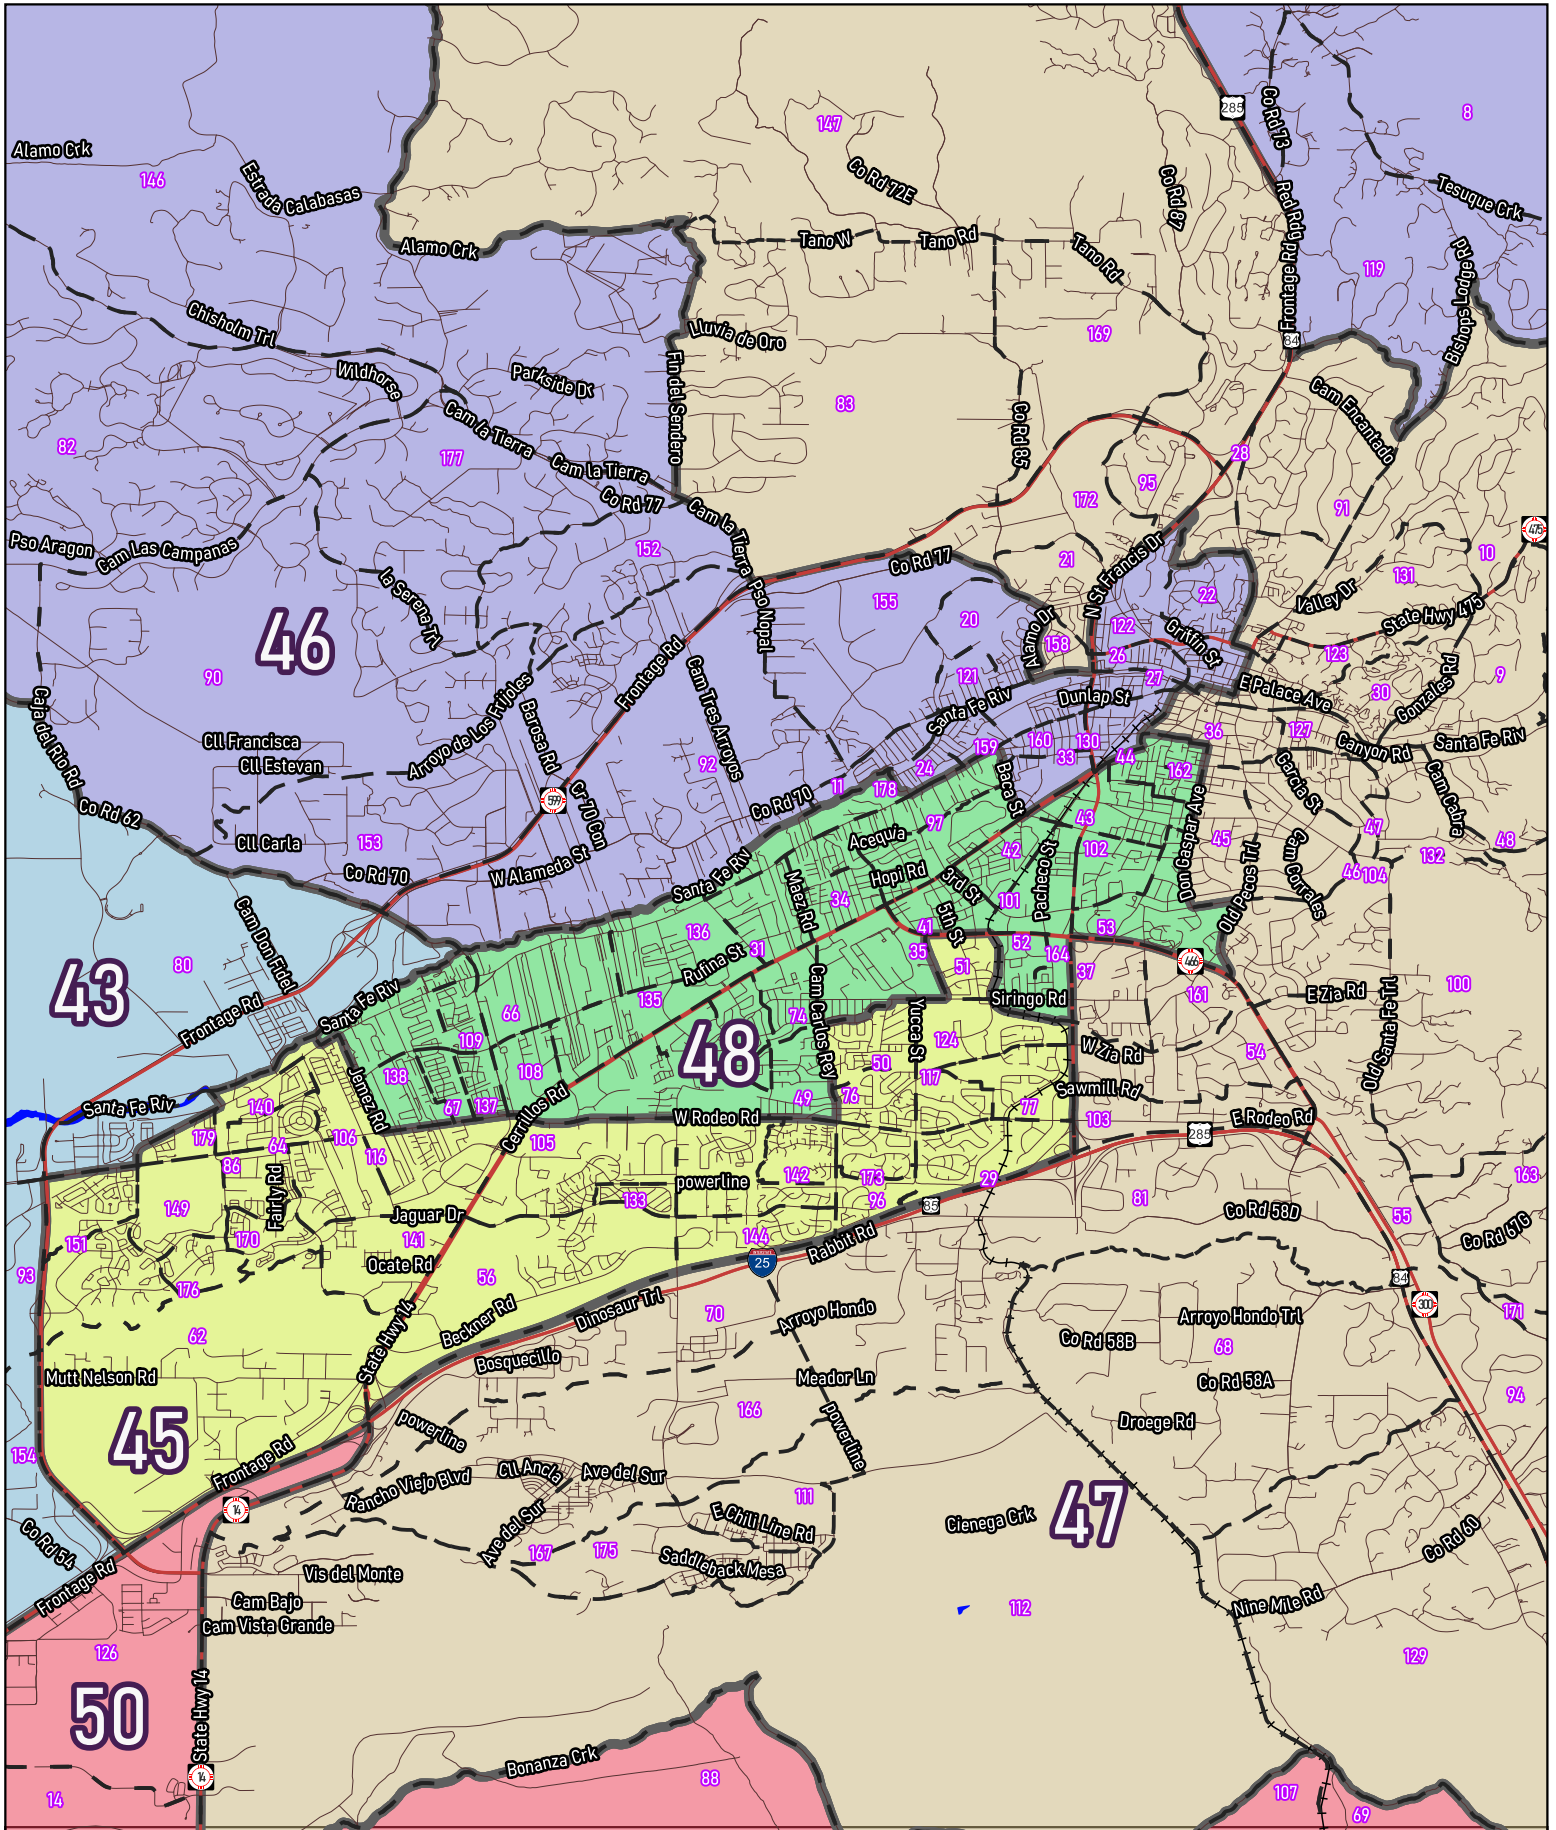 285
Co Rd 73
8
147
Alamo Crk
146
Estrada Calabasas
Co Rd 72E
Co Rd 87
Tesuque Crk
Red Rdg
Alamo Crk
Tano W
Tano Rd
Tano Rd
Frontage Rd
119
Bishops Lodge Rd
Chisholm Trl
Lluvia de Oro
169
84
Wildhorse
Parkside Dr
Fin del Sendero
83
Cam Encantado
82
177
Cam la Tierra
Cam la Tierra
Co Rd 85
28
95
172
Co Rd 77
Cam la Tierra
91
475
Pso Aragon
Cam Las Campanas
152
Co Rd 77
21
N St Francis Dr
131
10
la Serena Trl
155
20
22
Valley Dr
State Hwy 475
46
Pso Nopal
Alamo Dr
158
122
26
Griffin St
123
90
Frontage Rd
Cam Tres Arroyos
121
27
30
9
Caja del Rio Rd
Arroyo de Los Frijoles
Barosa Rd
Santa Fe Riv
Dunlap St
E Palace Ave
Gonzales Rd
Cll Francisca
Cll Estevan
92
159
160
33
130
44
36
127
Canyon Rd
Santa Fe Riv
24
162
Garcia St
Cam Cabra
599
Cr 70 Con
Co Rd 70
11
178
Baca St
Co Rd 62
Cll Carla
153
97
43
45
47
48
Acequia
42
102
Don Gaspar Ave
132
W Alameda St
Co Rd 70
Santa Fe Riv
Maez Rd
Hopi Rd
3rd St
Pacheco St
Old Pecos Trl
Cam Corrales
46
104
34
101
Cam Don Fidel
136
31
41
5th St
52
53
43
80
Rufina St
35
51
164
37
466
161
E Zia Rd
100
Frontage Rd
Santa Fe Riv
66
135
Cam Carlos Rey
Siringo Rd
Old Santa Fe Trl
74
Yucca St
124
W Zia Rd
54
109
48
138
108
50
117
Jemez Rd
67
137
49
76
77
Sawmill Rd
Santa Fe Riv
140
Cerrillos Rd
W Rodeo Rd
103
E Rodeo Rd
285
179
64
106
116
105
86
142
173
29
163
149
Fairly Rd
powerline
133
96
85
81
55
Co Rd 58D
Co Rd 61G
151
170
Jaguar Dr
141
144
Rabbit Rd
25
93
176
Ocate Rd
56
84
300
171
62
Beckner Rd
Dinosaur Trl
70
Arroyo Hondo
Arroyo Hondo Trl
State Hwy 14
Co Rd 58B
68
Mutt Nelson Rd
Bosquecillo
Meador Ln
Co Rd 58A
94
45
powerline
166
powerline
Droege Rd
154
Frontage Rd
Rancho Viejo Blvd
Cll Ancla
Ave del Sur
14
111
Cienega Crk
47
Co Rd 54
Ave del Sur
167
175
E Chili Line Rd
Co Rd 60
Saddleback Mesa
Frontage Rd
Vis del Monte
Cam Bajo
Cam Vista Grande
112
Nine Mile Rd
126
129
50
State Hwy 14
Bonanza Crk
88
14
14
107
69